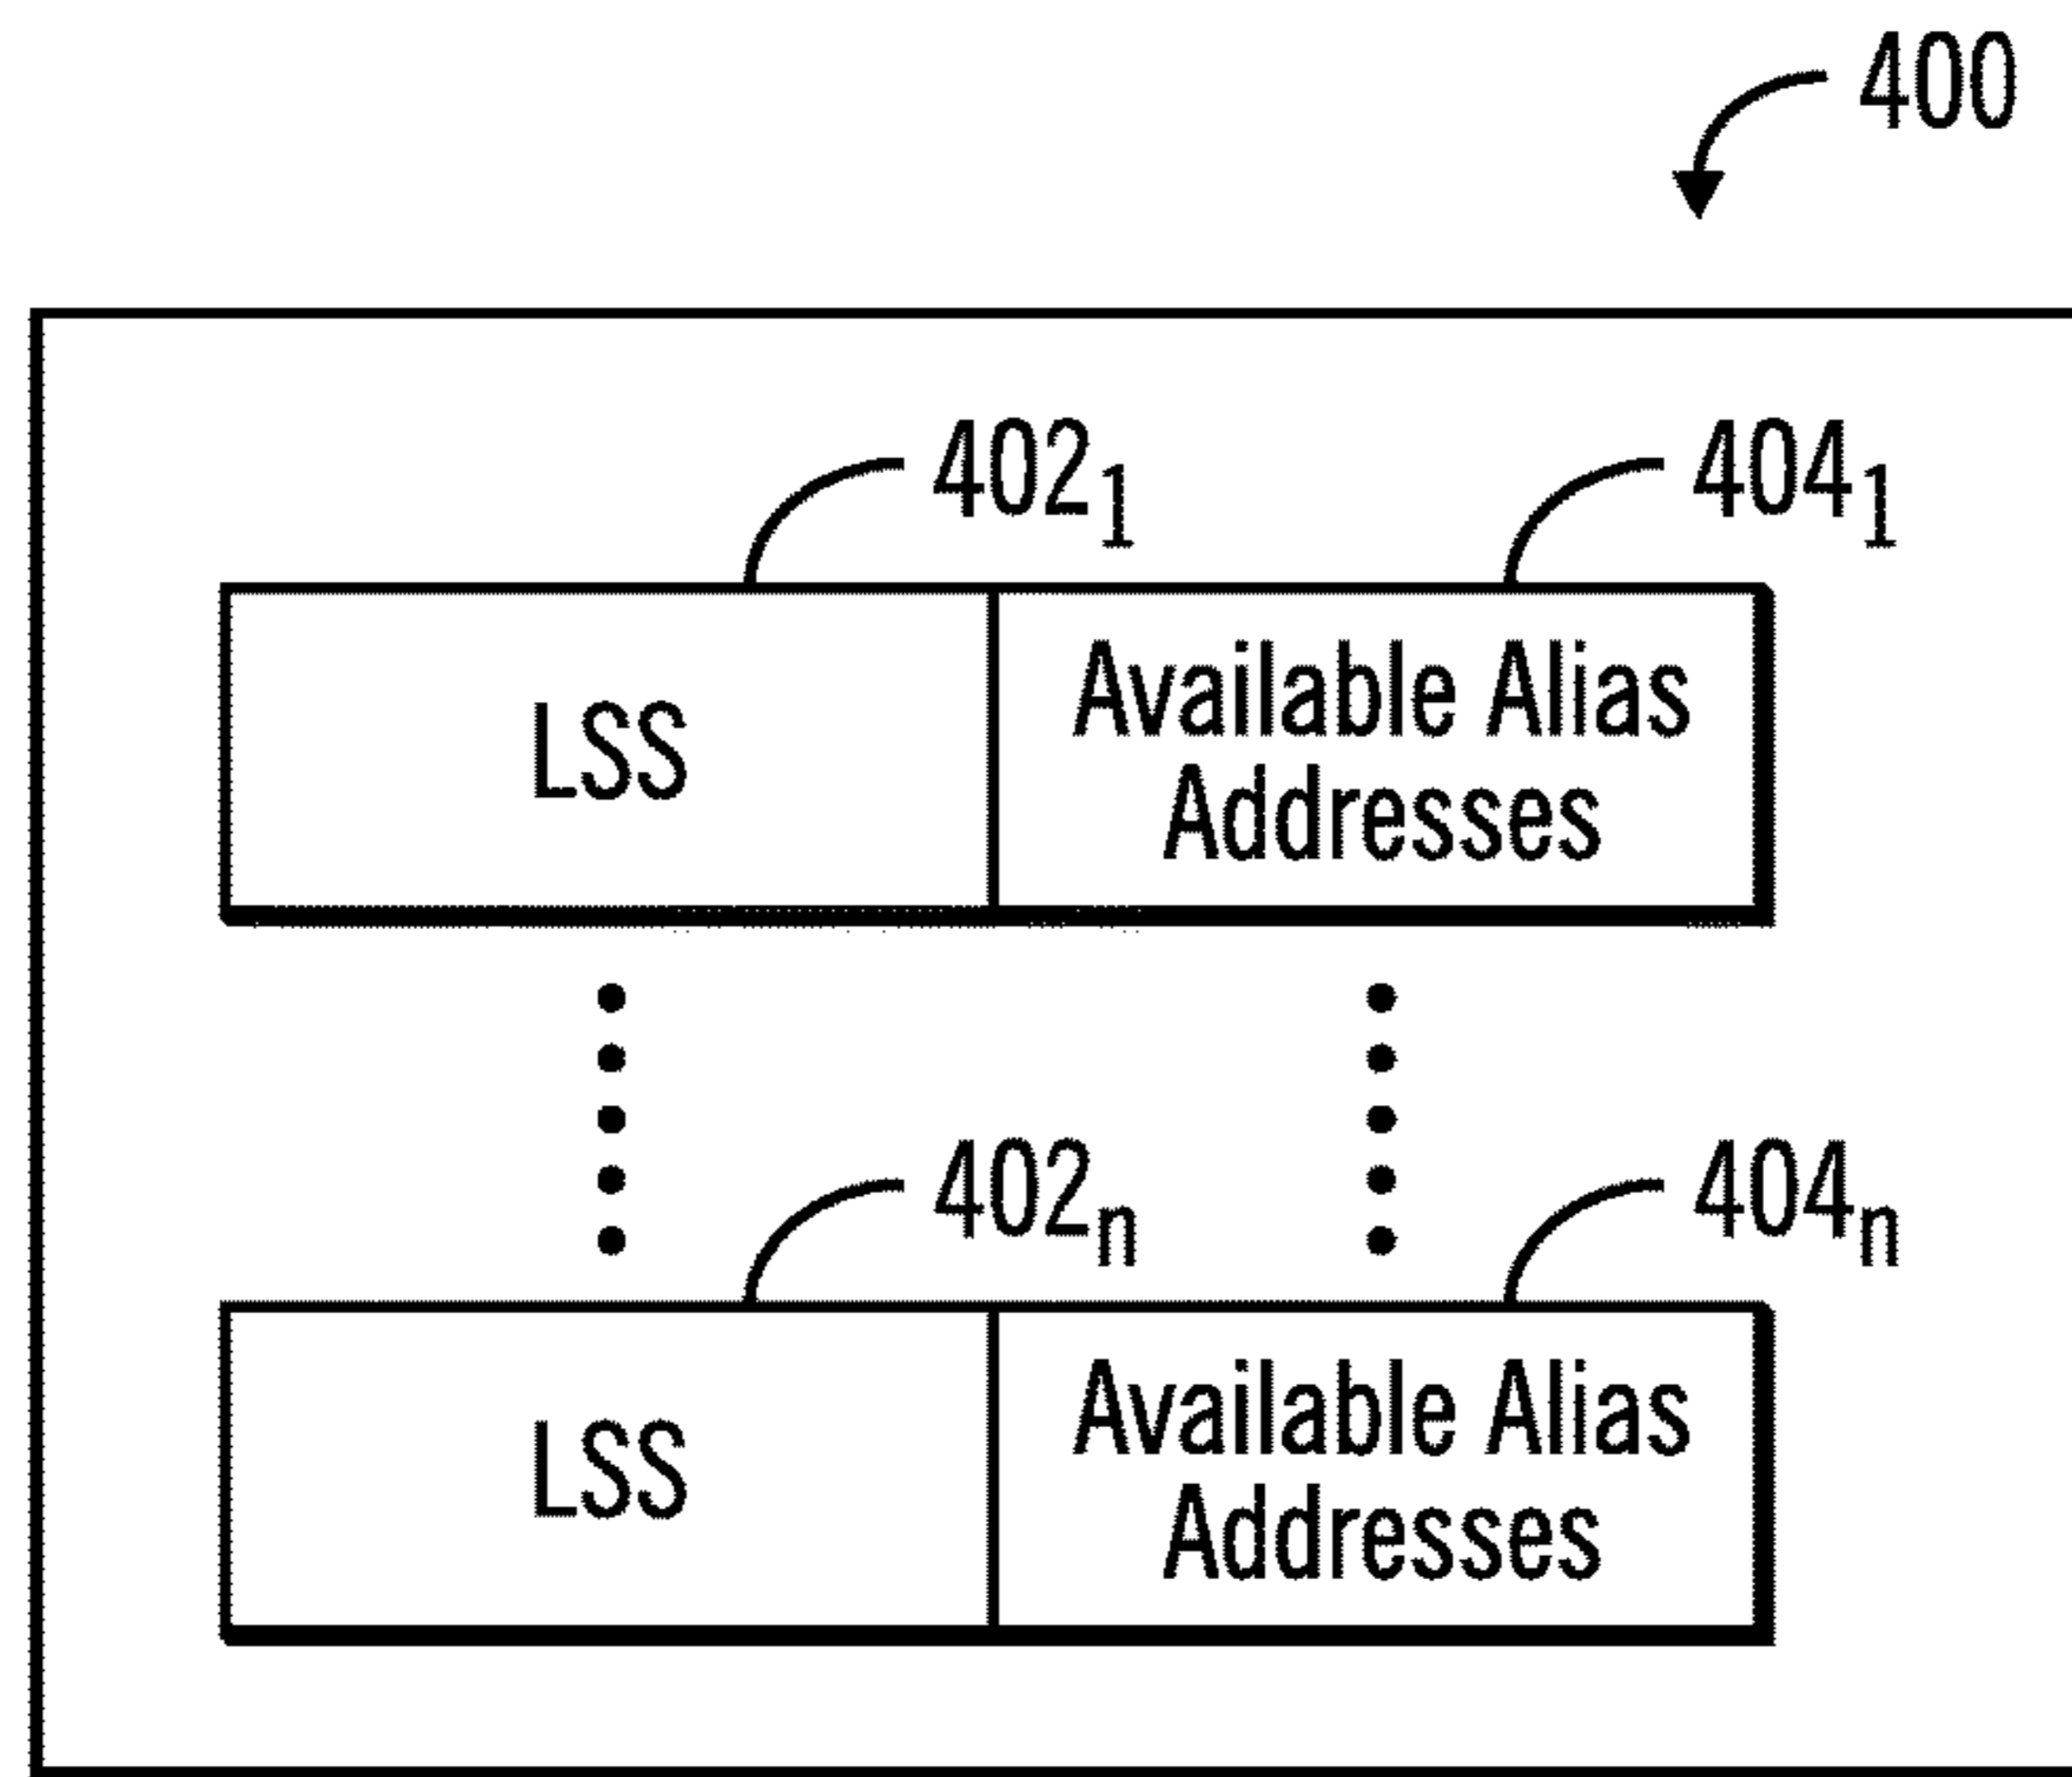 400
402₁ 404₁
LSS
Available Alias
Addresses
402ₙ 404ₙ
LSS
Available Alias
Addresses